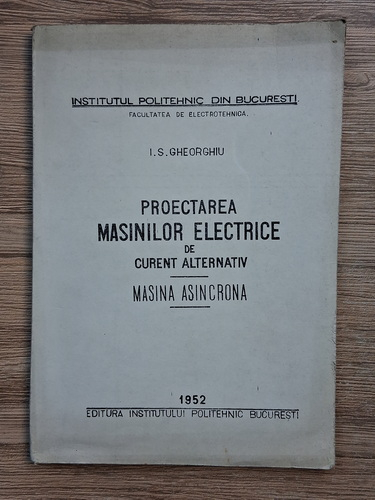 INSTITUTUL POLITEHNIC DIN BUCURESTI.
FACULTATEA DE ELECTROTEHNICA.
I.S.GHEORGHIU
PROECTAREA
MASINILOR ELECTRICE
DE
CURENT ALTERNATIV
MASINA ASINCRONA
1952
EDITURA INSTITUTULUI POLITEHNIC BUCUREȘTI